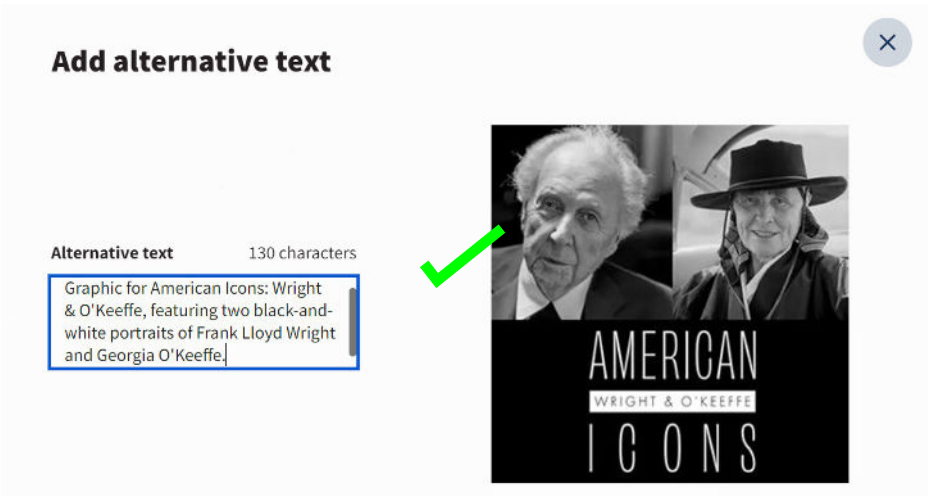 Add alternative text
Alternative text
130 characters
Graphic for American Icons: Wright
& O'Keeffe, featuring two black-and-
white portraits of Frank Lloyd Wright
and Georgia O'Keeffe.
AMERICAN
WRIGHT & O'KEEFFE
ICONS